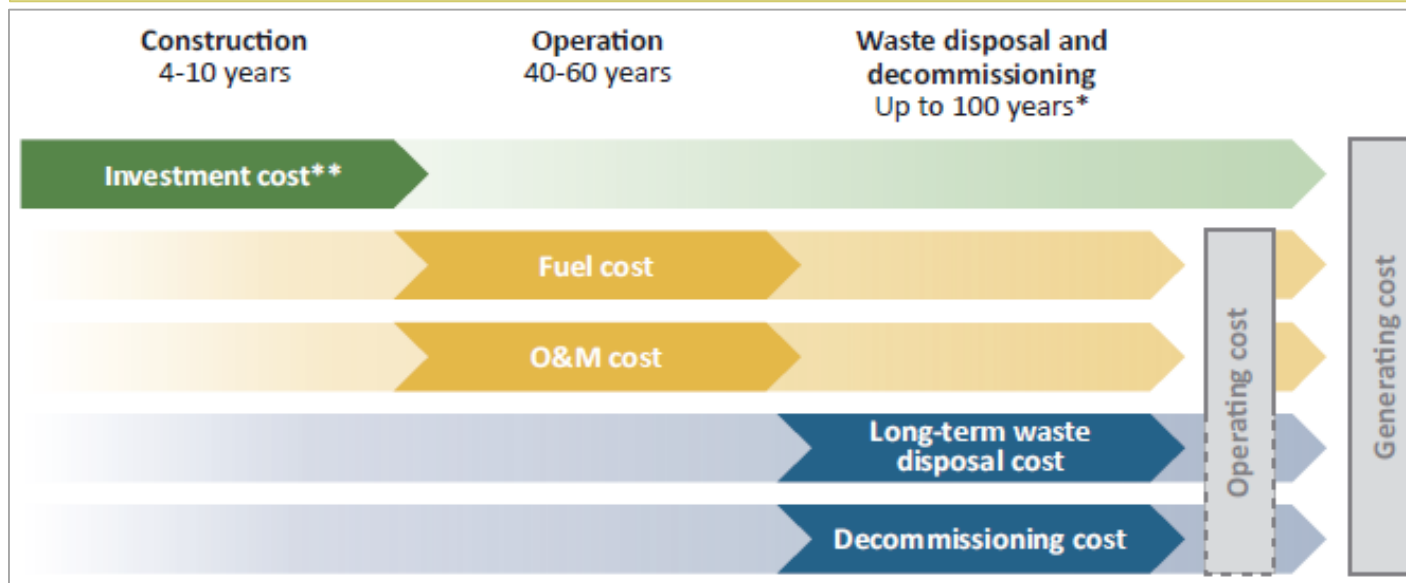 Construction
4-10 years
Operation
40-60 years
Waste disposal and
decommissioning
Up to 100 years*
Investment cost**
Fuel cost
O&M cost
Long-term waste
disposal cost
Decommissioning cost
Operating cost
Generating cost